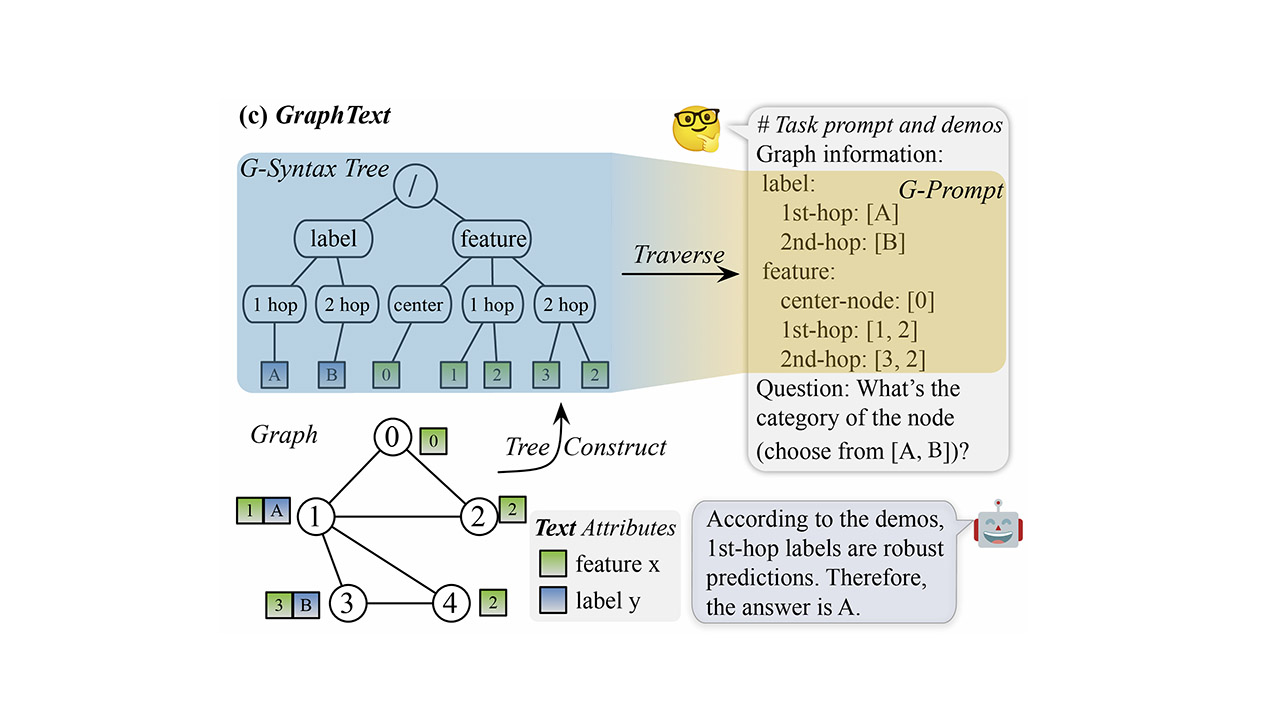 (c) GraphText
G-Syntax Tree
/
label
feature
1 hop
2 hop
center
1 hop
2 hop
A
B
0
1
2
3
2
Traverse
# Task prompt and demos
Graph information:
G-Prompt
label:
1st-hop: [A]
2nd-hop: [B]
feature:
center-node: [0]
1st-hop: [1, 2]
2nd-hop: [3, 2]
Question: What's the
category of the node
(choose from [A, B])?
Graph
Tree Construct
0
0
1
A
1
2
2
3
B
3
4
2
Text Attributes
feature x
label y
According to the demos,
1st-hop labels are robust
predictions. Therefore,
the answer is A.